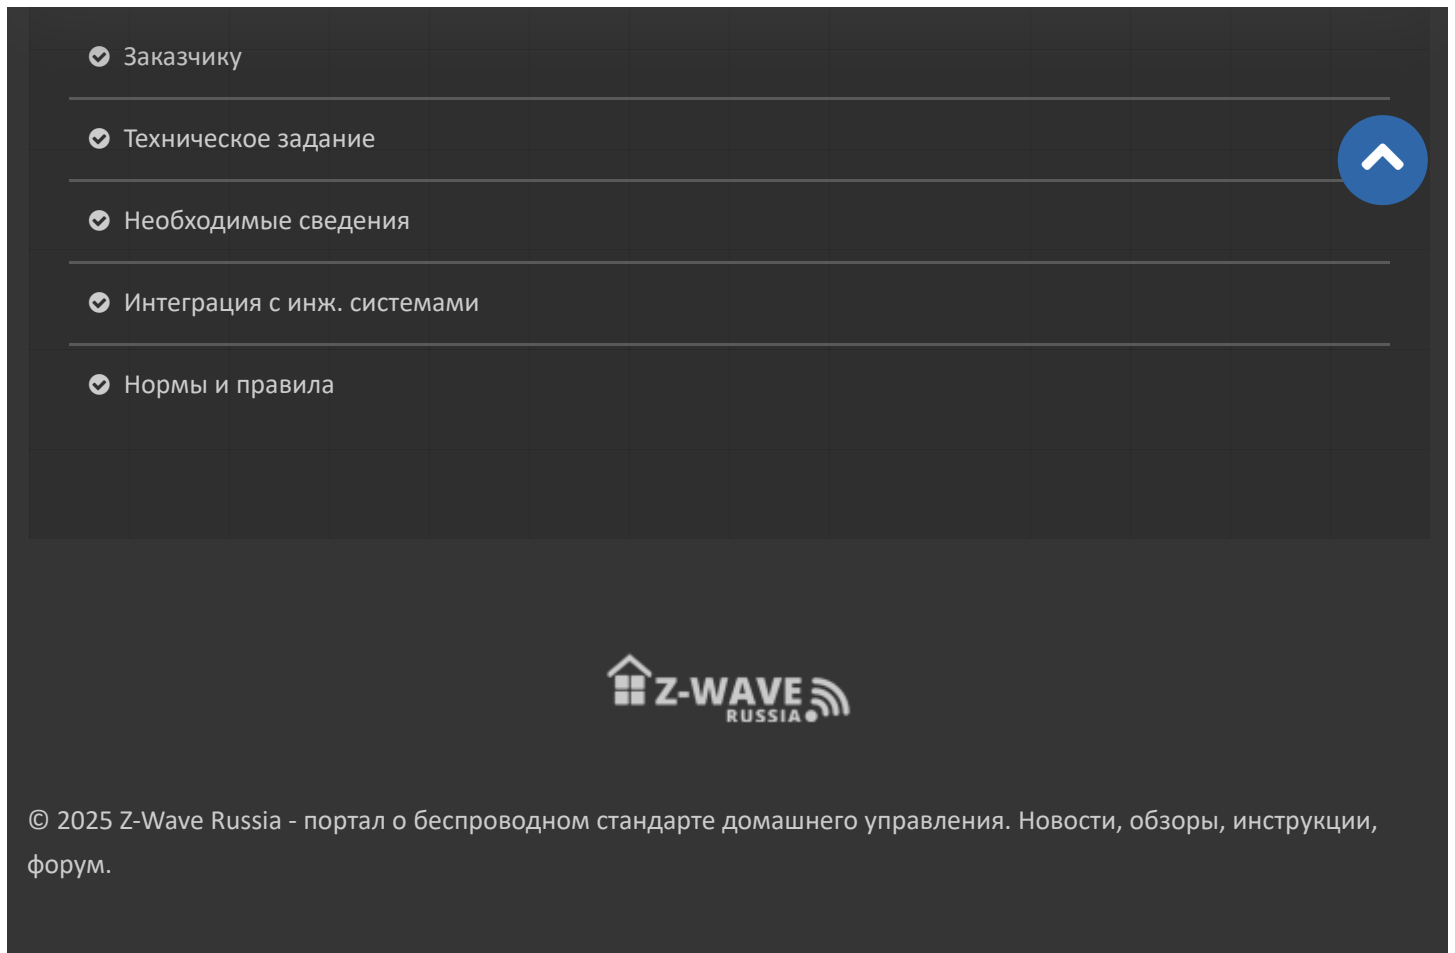 Заказчику
Техническое задание
Необходимые сведения
Интеграция с инж. системами
Нормы и правила
Z-WAVE
RUSSIA
© 2025 Z-Wave Russia - портал о беспроводном стандарте домашнего управления. Новости, обзоры, инструкции,
форум.